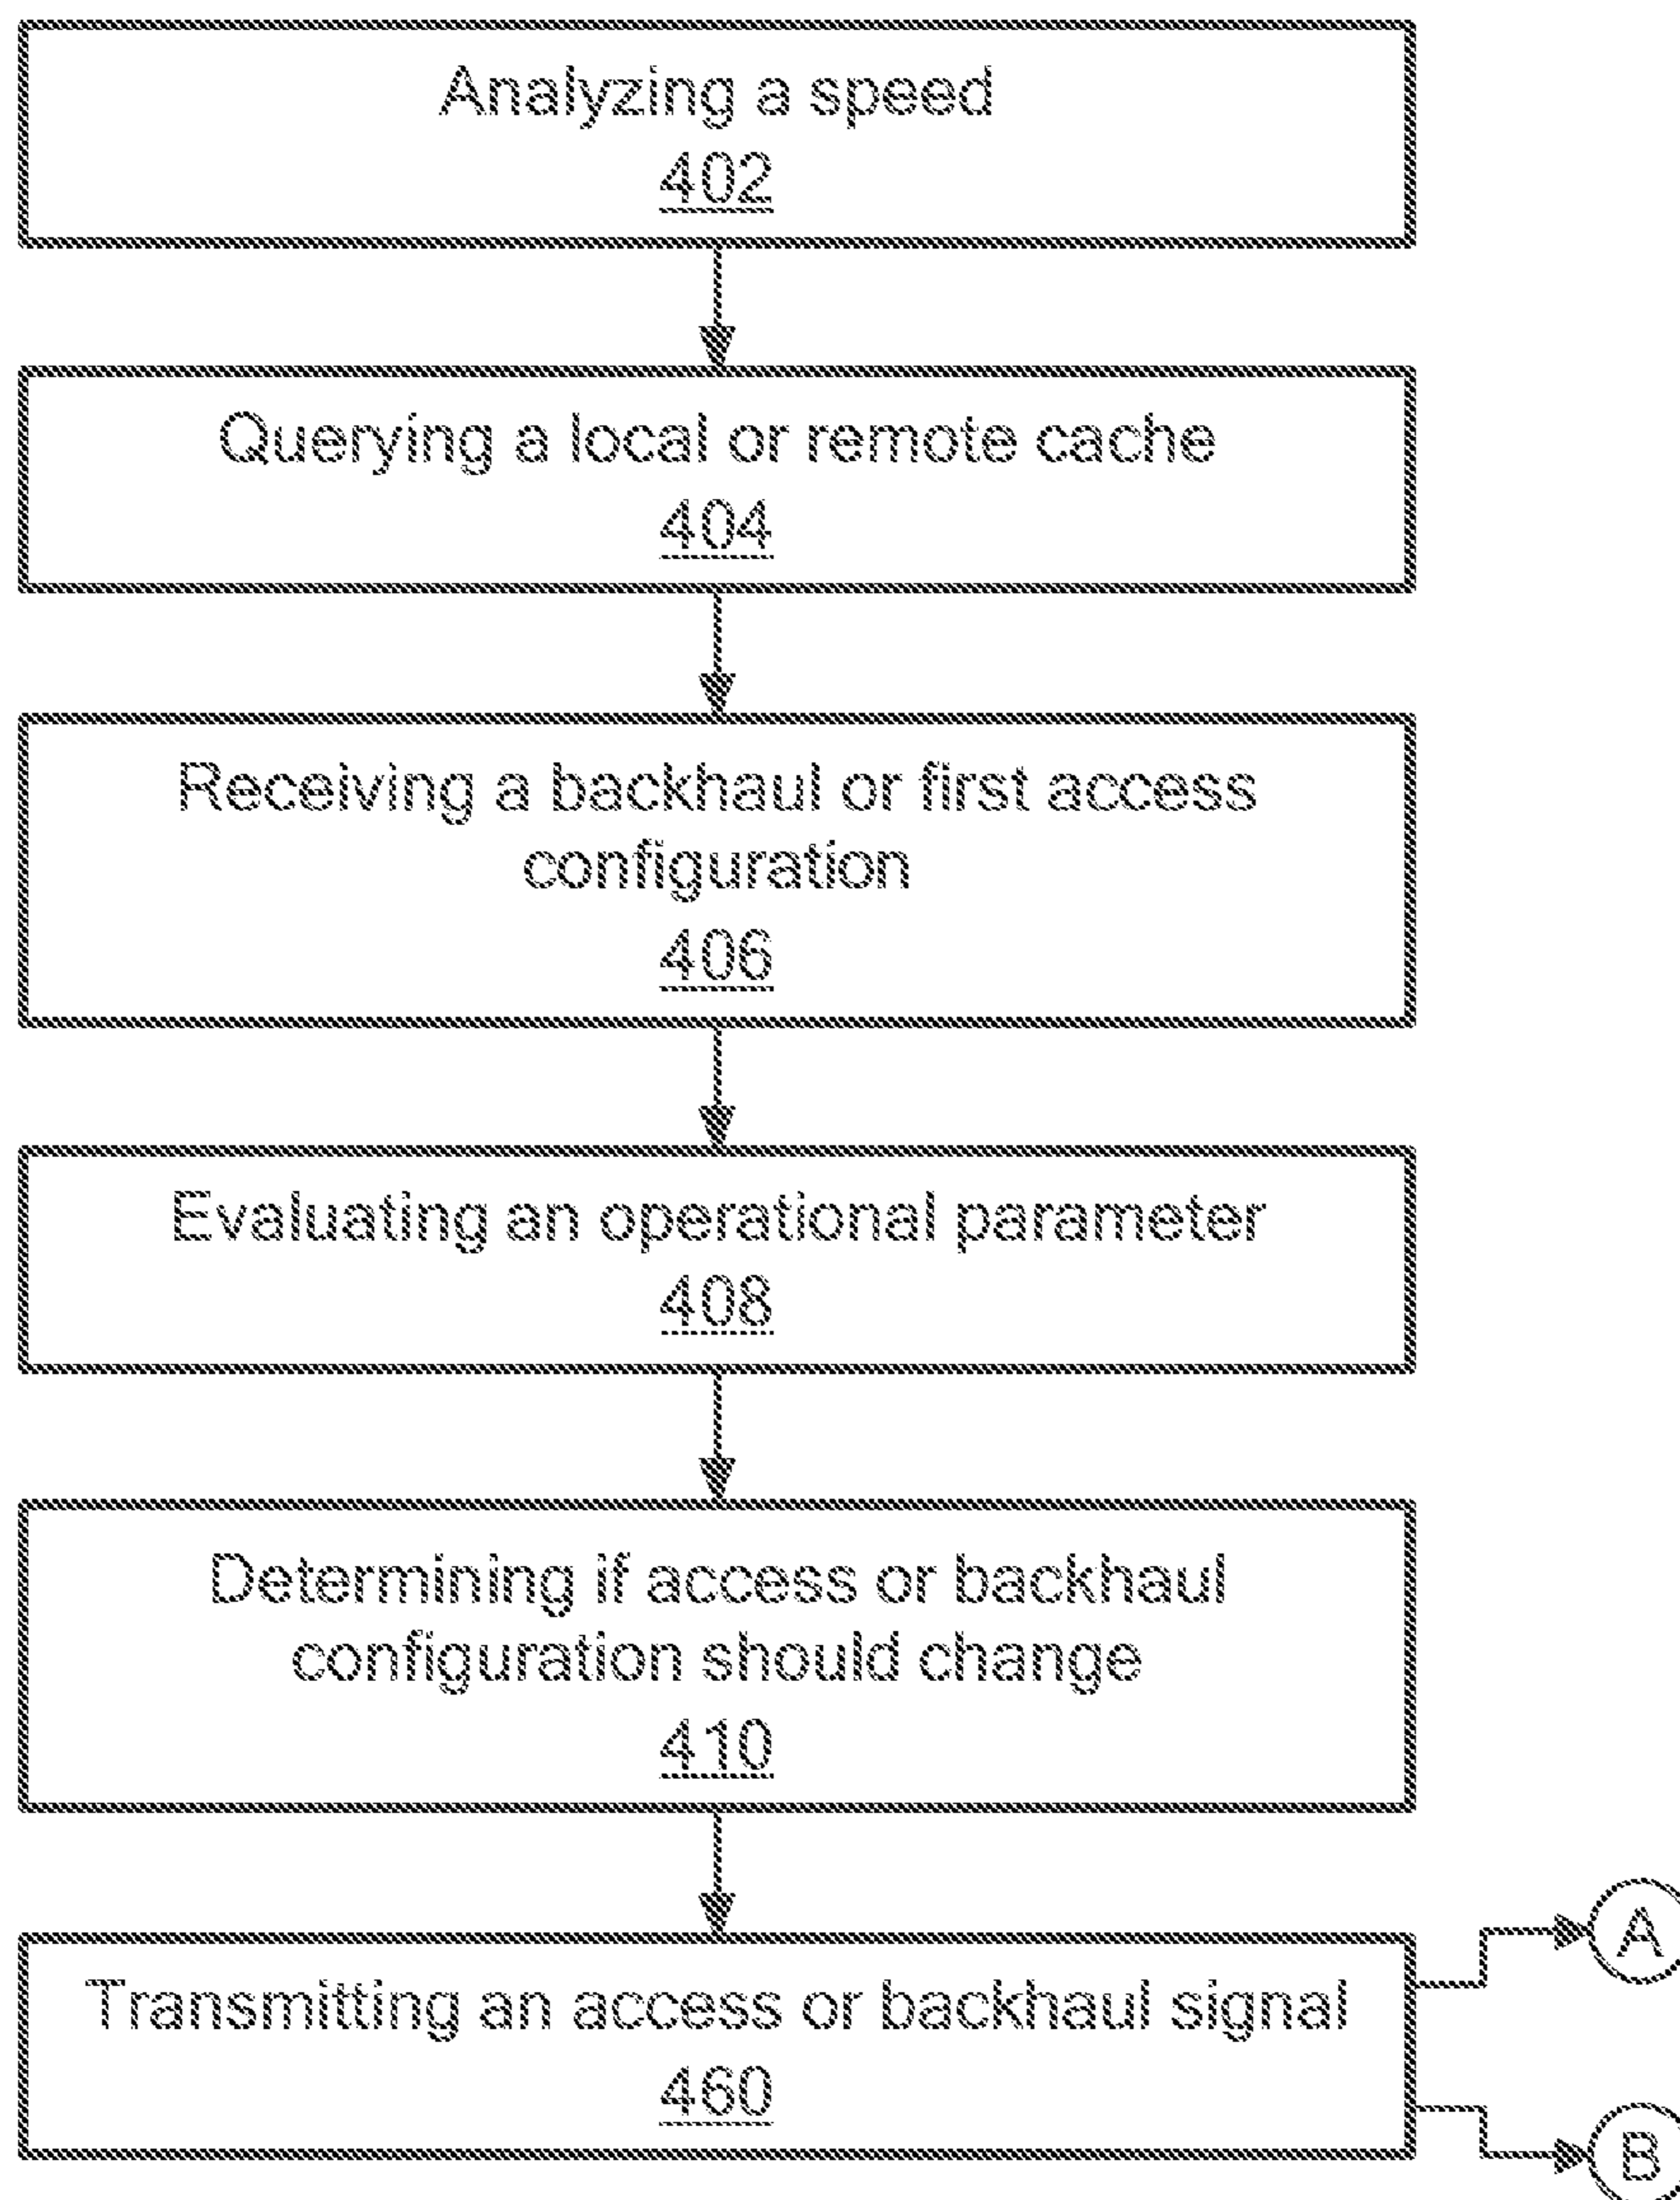 Analyzing a speed
402
Querying a local or remote cache
404
Receiving a backhaul or first access
configuration
406
Evaluating an operational parameter
408
Determining if access or backhaul
configuration should change
410
A
Transmitting an access or backhaul signal
460
B